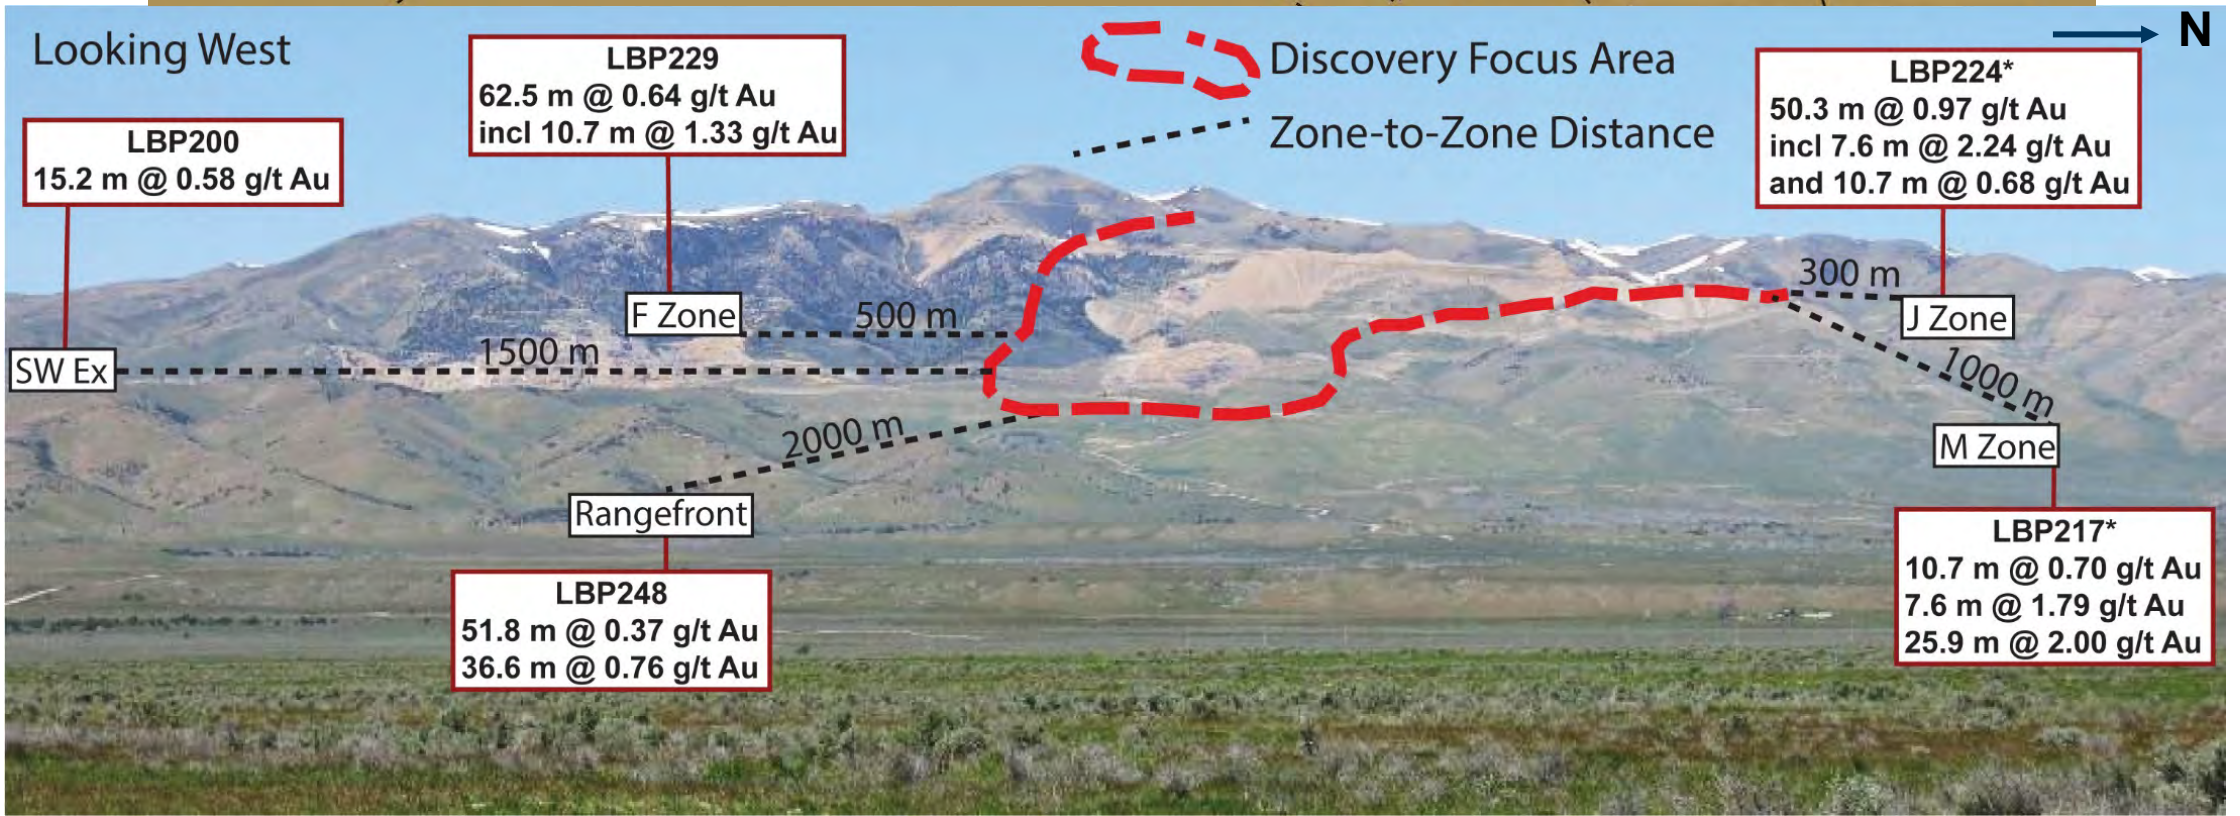 Looking West
N
Discovery Focus Area
Zone-to-Zone Distance
LBP200
15.2 m @ 0.58 g/t Au
LBP229
62.5 m @ 0.64 g/t Au
incl 10.7 m @ 1.33 g/t Au
LBP224*
50.3 m @ 0.97 g/t Au
incl 7.6 m @ 2.24 g/t Au
and 10.7 m @ 0.68 g/t Au
F Zone
500 m
SW Ex
1500 m
300 m
J Zone
1000 m
M Zone
2000 m
Rangefront
LBP248
51.8 m @ 0.37 g/t Au
36.6 m @ 0.76 g/t Au
LBP217*
10.7 m @ 0.70 g/t Au
7.6 m @ 1.79 g/t Au
25.9 m @ 2.00 g/t Au